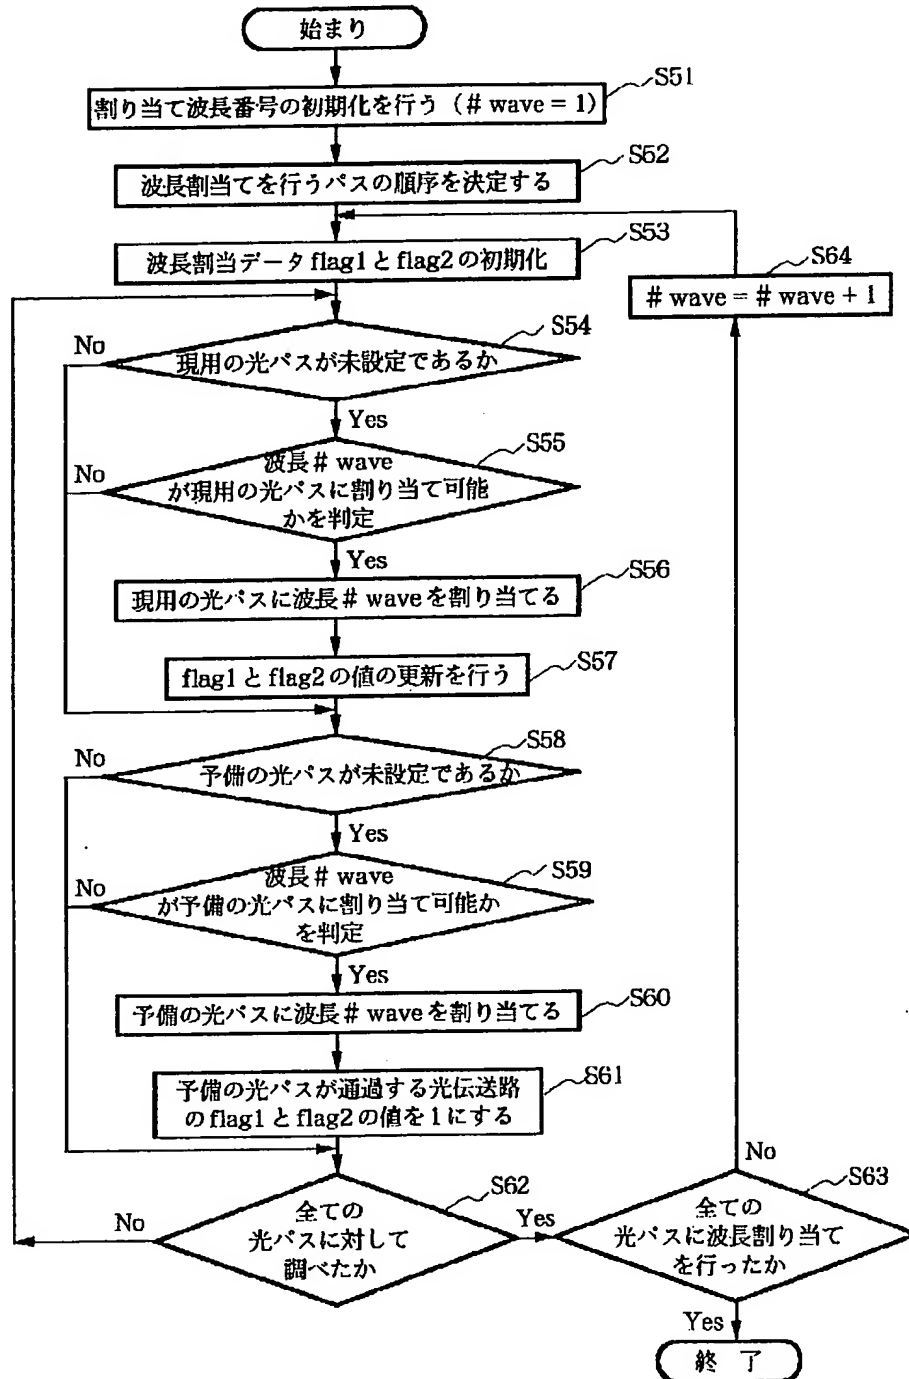 始まり
S51
割り当て波長番号の初期化を行う (# wave = 1)
S52
波長割当てを行うパスの順序を決定する
S53
波長割当データ flag1 と flag2 の初期化
S64
# wave = # wave + 1
S54
No
現用の光パスが未設定であるか
Yes
S55
No
波長 # wave
が現用の光パスに割り当て可能
かを判定
Yes
S56
現用の光パスに波長 # wave を割り当てる
S57
flag1 と flag2 の値の更新を行う
S58
No
予備の光パスが未設定であるか
Yes
S59
No
波長 # wave
が予備の光パスに割り当て可能か
を判定
Yes
S60
予備の光パスに波長 # wave を割り当てる
S61
予備の光パスが通過する光伝送路
の flag1 と flag2 の値を 1 にする
S62
No
全ての
光パスに対して
調べたか
Yes
No
S63
全ての
光パスに波長割り当て
を行ったか
Yes
終 了